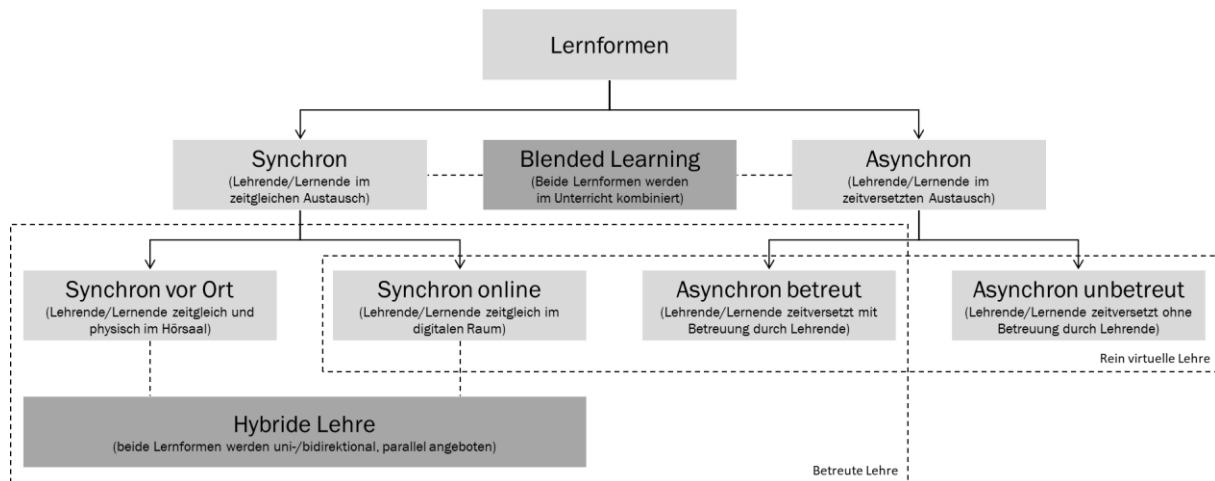 Lernformen
Synchron
(Lehrende/Lernende im
zeitgleichen Austausch)
Blended Learning
(Beide Lernformen werden
im Unterricht kombiniert)
Asynchron
(Lehrende/Lernende im
zeitversetzten Austausch)
Synchron vor Ort
(Lehrende/Lernende zeitgleich und
physisch im Hörsaal)
Synchron online
(Lehrende/Lernende zeitgleich im
digitalen Raum)
Asynchron betreut
(Lehrende/Lernende zeitversetzt mit
Betreuung durch Lehrende)
Asynchron unbetreut
(Lehrende/Lernende zeitversetzt ohne
Betreuung durch Lehrende)
Rein virtuelle Lehre
Hybride Lehre
(beide Lernformen werden uni-/bidirektional, parallel angeboten)
Betreute Lehre